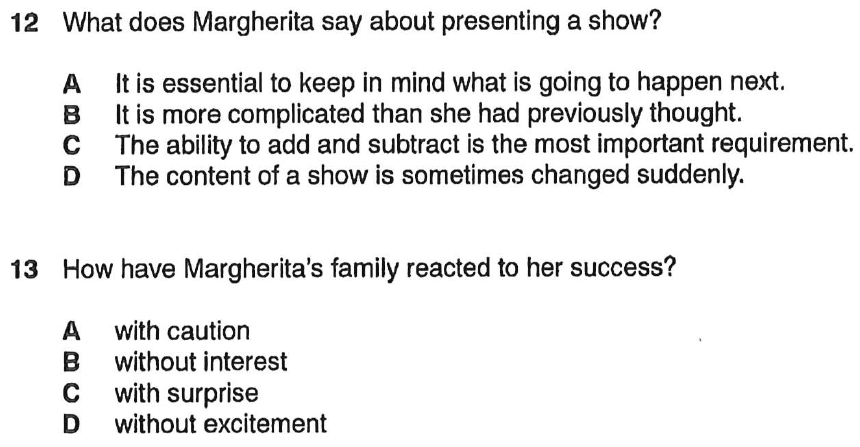 12 What does Margherita say about presenting a show?
A It is essential to keep in mind what is going to happen next.
B It is more complicated than she had previously thought.
C The ability to add and subtract is the most important requirement.
D The content of a show is sometimes changed suddenly.
13 How have Margherita's family reacted to her success?
A with caution
B without interest
C with surprise
D without excitement